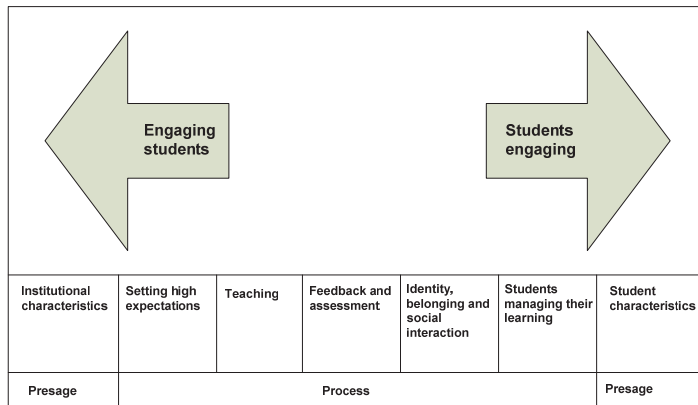 Engaging
students
Students
engaging
Institutional
characteristics
Setting high
expectations
Teaching
Feedback and
assessment
Identity,
belonging and
social
interaction
Students
managing their
learning
Student
characteristics
Presage
Process
Presage